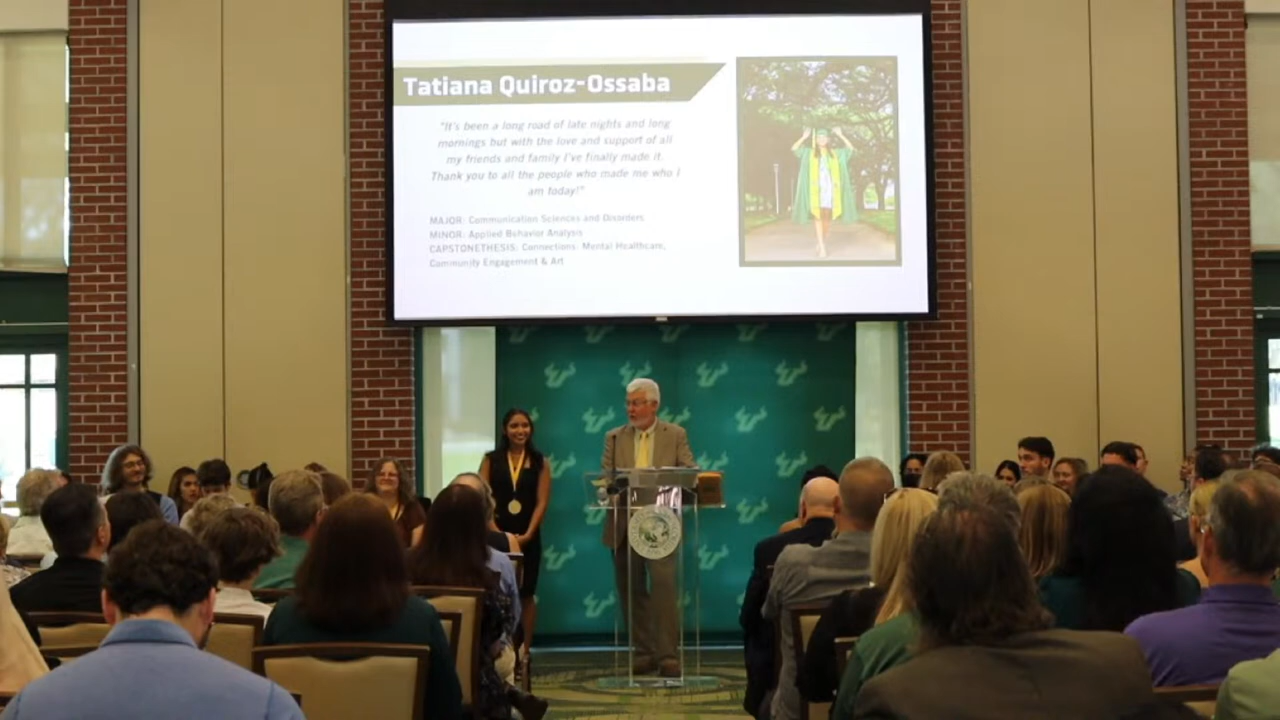 Tatiana Quiroz-Ossaba
"It's been a long road of late nights and long
mornings but with the love and support of all
my friends and family I've finally made it.
Thank you to all the people who made me who I
am today!"
MAJOR: Communication Sciences and Disorders
MINOR: Applied Behavior Analysis
CAPSTONETHESIS: Connections: Mental Healthcare,
Community Engagement & Art